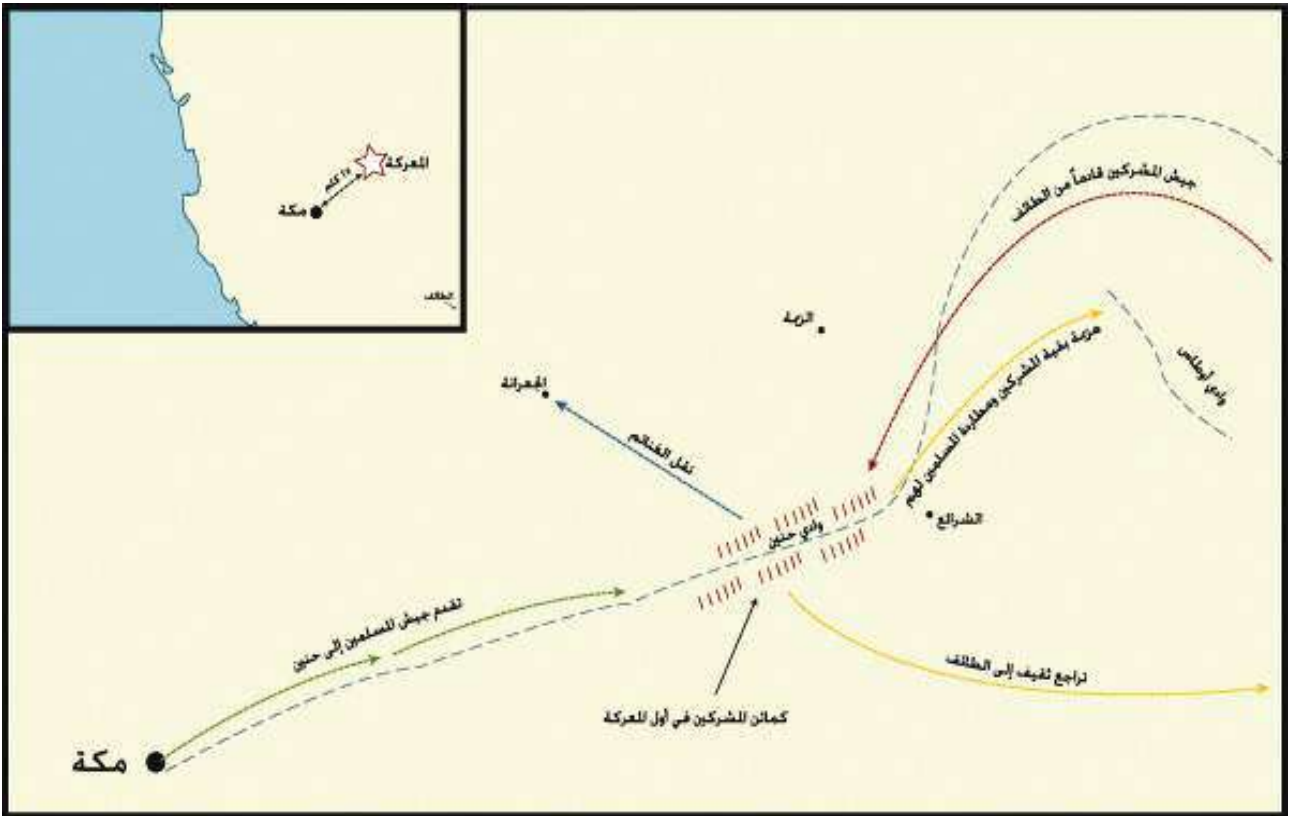 المعركة
مكة
الطائف
جيش المشركين قادماً من الطائف
الزيمة
هزيمة بقية المشركين ومطاردة المسلمين لهم
وادي أوطاس
الجعرانة
نقل الغنائم
وادي حنين
الشرائع
تقدم جيش المسلمين إلى حنين
تراجع ثقيف إلى الطائف
كمائن المشركين في أول المعركة
مكة